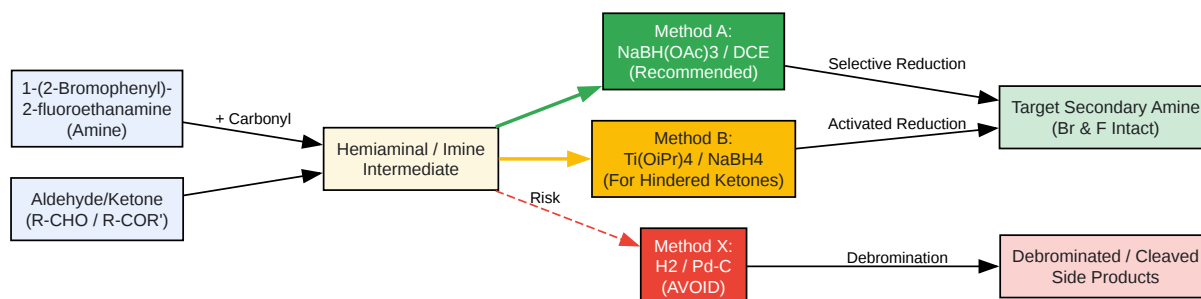 1-(2-Bromophenyl)-
2-fluoroethanamine
(Amine)
Aldehyde/Ketone
(R-CHO / R-COR')
+ Carbonyl
Hemiaminal / Imine
Intermediate
Risk
Method A:
NaBH(OAc)3 / DCE
(Recommended)
Method B:
Ti(OiPr)4 / NaBH4
(For Hindered Ketones)
Method X:
H2 / Pd-C
(AVOID)
Selective Reduction
Activated Reduction
Debromination
Target Secondary Amine
(Br & F Intact)
Debrominated / Cleaved
Side Products